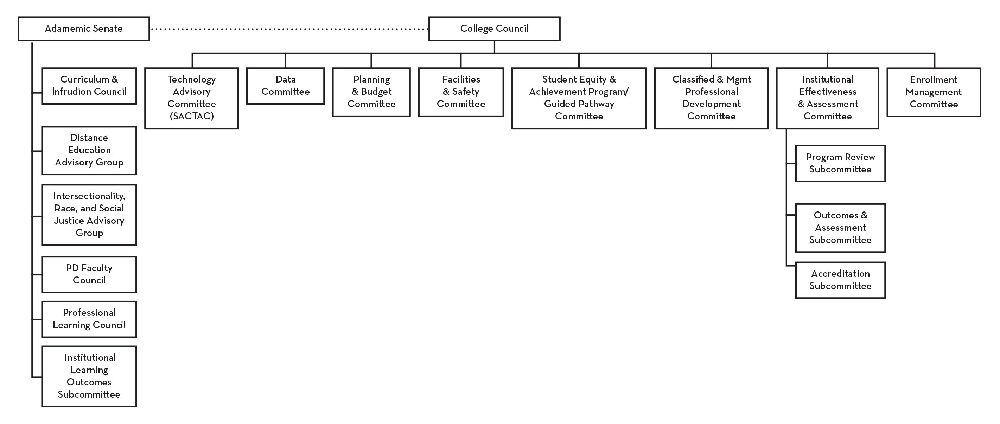 Adamemic Senate
College Council
Curriculum &
Infrudion Council
Distance
Education
Advisory Group
Intersectionality,
Race, and Social
Justice Advisory
Group
PD Faculty
Council
Professional
Learning Council
Institutional
Learning
Outcomes
Subcommittee
Technology
Advisory
Committee
(SACTAC)
Data
Committee
Planning
& Budget
Committee
Facilities
& Safety
Committee
Student Equity &
Achievement Program/
Guided Pathway
Committee
Classified & Mgmt
Professional
Development
Committee
Institutional
Effectiveness
& Assessment
Committee
Program Review
Subcommittee
Outcomes &
Assessment
Subcommittee
Accreditation
Subcommittee
Enrollment
Management
Committee